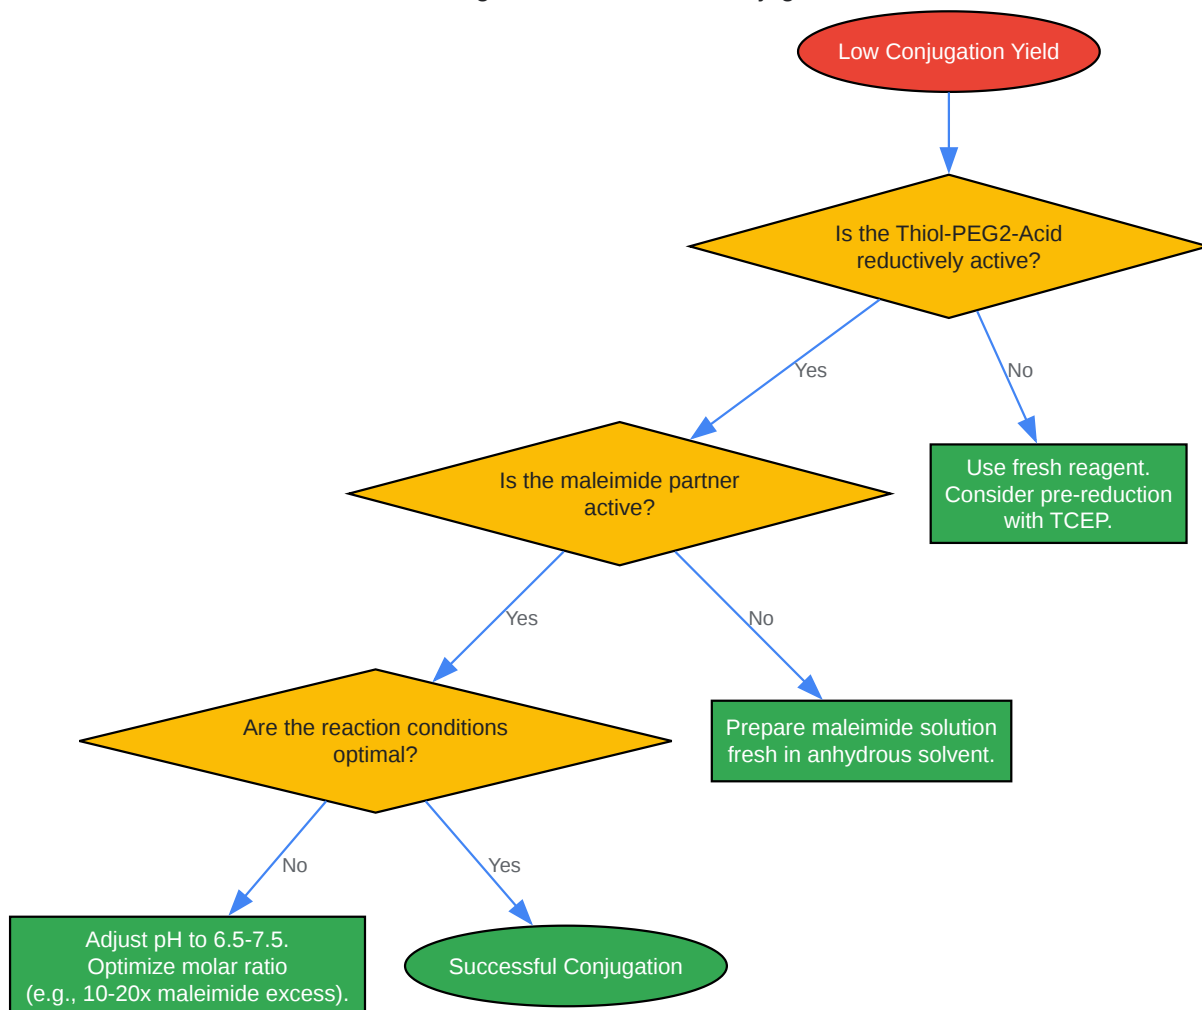 Low Conjugation Yield
Is the Thiol-PEG2-Acid
reductively active?
Yes
No
Is the maleimide partner
active?
Use fresh reagent.
Consider pre-reduction
with TCEP.
Yes
No
Are the reaction conditions
optimal?
Prepare maleimide solution
fresh in anhydrous solvent.
No
Yes
Adjust pH to 6.5-7.5.
Optimize molar ratio
(e.g., 10-20x maleimide excess).
Successful Conjugation